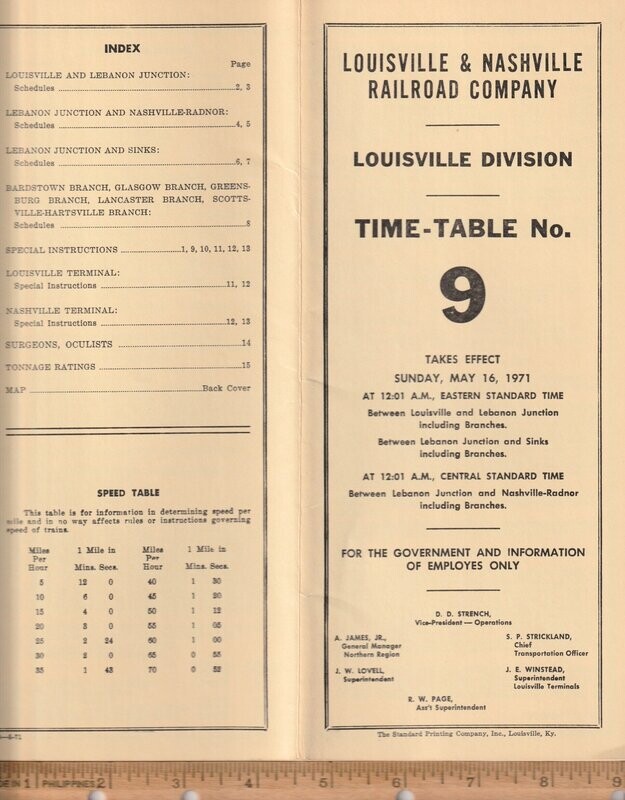 INDEX
Page
LOUISVILLE AND LEBANON JUNCTION:
Schedules ....................................................2, 3
LEBANON JUNCTION AND NASHVILLE-RADNOR:
Schedules ....................................................4, 5
LEBANON JUNCTION AND SINKS:
Schedules ....................................................6, 7
BARDSTOWN BRANCH, GLASGOW BRANCH, GREENS-
BURG BRANCH, LANCASTER BRANCH, SCOTTS-
VILLE-HARTSVILLE BRANCH:
Schedules ....................................................8
SPECIAL INSTRUCTIONS ....................1, 9, 10, 11, 12, 13
LOUISVILLE TERMINAL:
Special Instructions ....................................11, 12
NASHVILLE TERMINAL:
Special Instructions ....................................12, 13
SURGEONS, OCULISTS ....................................14
TONNAGE RATINGS ....................................15
MAP ....................................................Back Cover
SPEED TABLE
This table is for information in determining speed per
mile and in no way affects rules or instructions governing
speed of trains.
Miles Per Hour 1 Mile in Mins. Secs. Miles Per Hour 1 Mile in Mins. Secs.
5 12 0 40 1 30
10 6 0 45 1 20
15 4 0 50 1 12
20 3 0 55 1 05
25 2 24 60 1 00
30 2 0 65 0 55
35 1 43 70 0 52
LOUISVILLE & NASHVILLE
RAILROAD COMPANY
LOUISVILLE DIVISION
TIME-TABLE No.
9
TAKES EFFECT
SUNDAY, MAY 16, 1971
AT 12:01 A.M., EASTERN STANDARD TIME
Between Louisville and Lebanon Junction
including Branches.
Between Lebanon Junction and Sinks
including Branches.
AT 12:01 A.M., CENTRAL STANDARD TIME
Between Lebanon Junction and Nashville-Radnor
including Branches.
FOR THE GOVERNMENT AND INFORMATION
OF EMPLOYES ONLY
D. D. STRENCH,
Vice-President — Operations
A. JAMES, JR.,
General Manager
Northern Region
S. P. STRICKLAND,
Chief
Transportation Officer
J. W. LOVELL,
Superintendent
J. E. WINSTEAD,
Superintendent
Louisville Terminals
R. W. PAGE,
Ass't Superintendent
The Standard Printing Company, Inc., Louisville, Ky.
1 PHILIPPINES 2 3 4 5 6 7 8 9